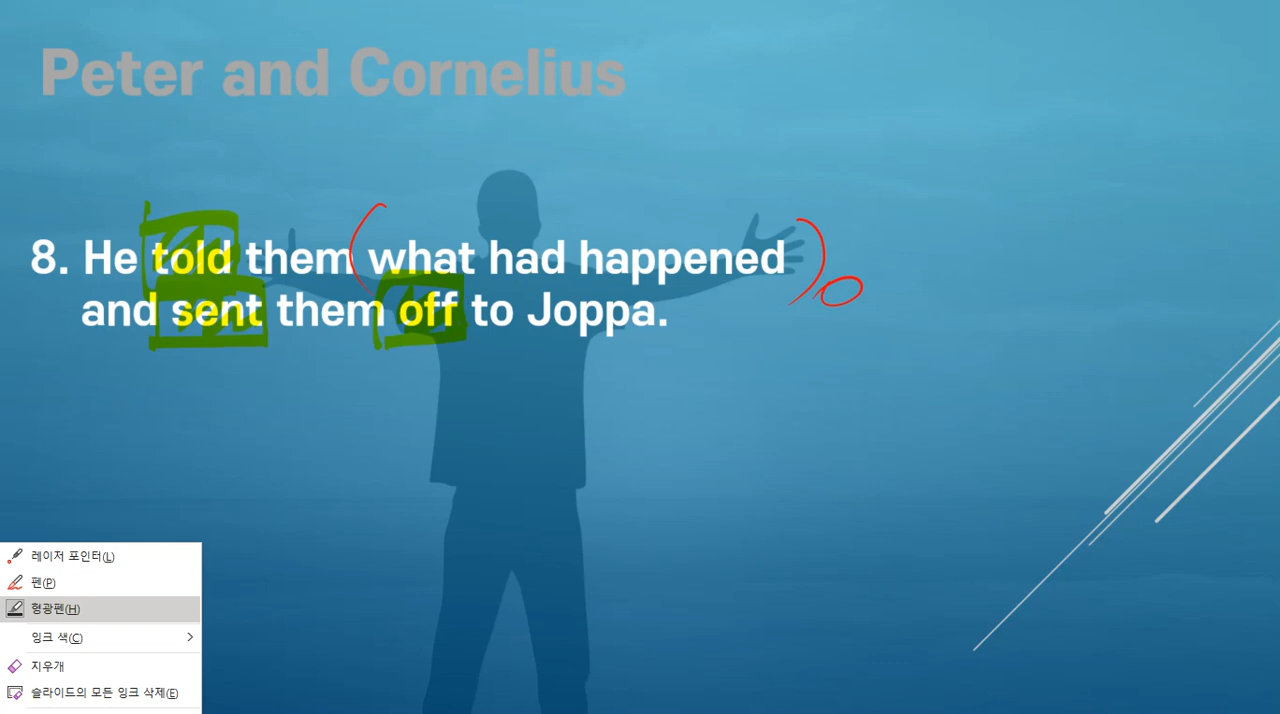 Peter and Cornelius
8. He told them what had happened
and sent them off to Joppa.
레이저 포인터(L)
펜(P)
형광펜(H)
잉크 색(C)
지우개
슬라이드의 모든 잉크 삭제(E)